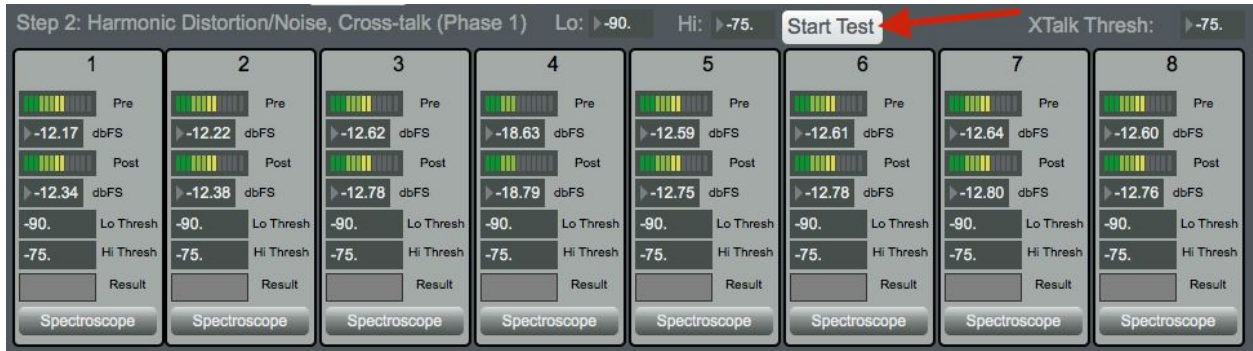 Step 2: Harmonic Distortion/Noise, Cross-talk (Phase 1) Lo: -90. Hi: -75. Start Test XTalk Thresh: -75.
1 2 3 4 5 6 7 8
Pre Pre Pre Pre Pre Pre Pre Pre
-12.17 dbFS -12.22 dbFS -12.62 dbFS -18.63 dbFS -12.59 dbFS -12.61 dbFS -12.64 dbFS -12.60 dbFS
Post Post Post Post Post Post Post Post
-12.34 dbFS -12.38 dbFS -12.78 dbFS -18.79 dbFS -12.75 dbFS -12.78 dbFS -12.80 dbFS -12.76 dbFS
-90. Lo Thresh -90. Lo Thresh -90. Lo Thresh -90. Lo Thresh -90. Lo Thresh -90. Lo Thresh -90. Lo Thresh -90. Lo Thresh
-75. Hi Thresh -75. Hi Thresh -75. Hi Thresh -75. Hi Thresh -75. Hi Thresh -75. Hi Thresh -75. Hi Thresh -75. Hi Thresh
Result Result Result Result Result Result Result Result
Spectroscope Spectroscope Spectroscope Spectroscope Spectroscope Spectroscope Spectroscope Spectroscope